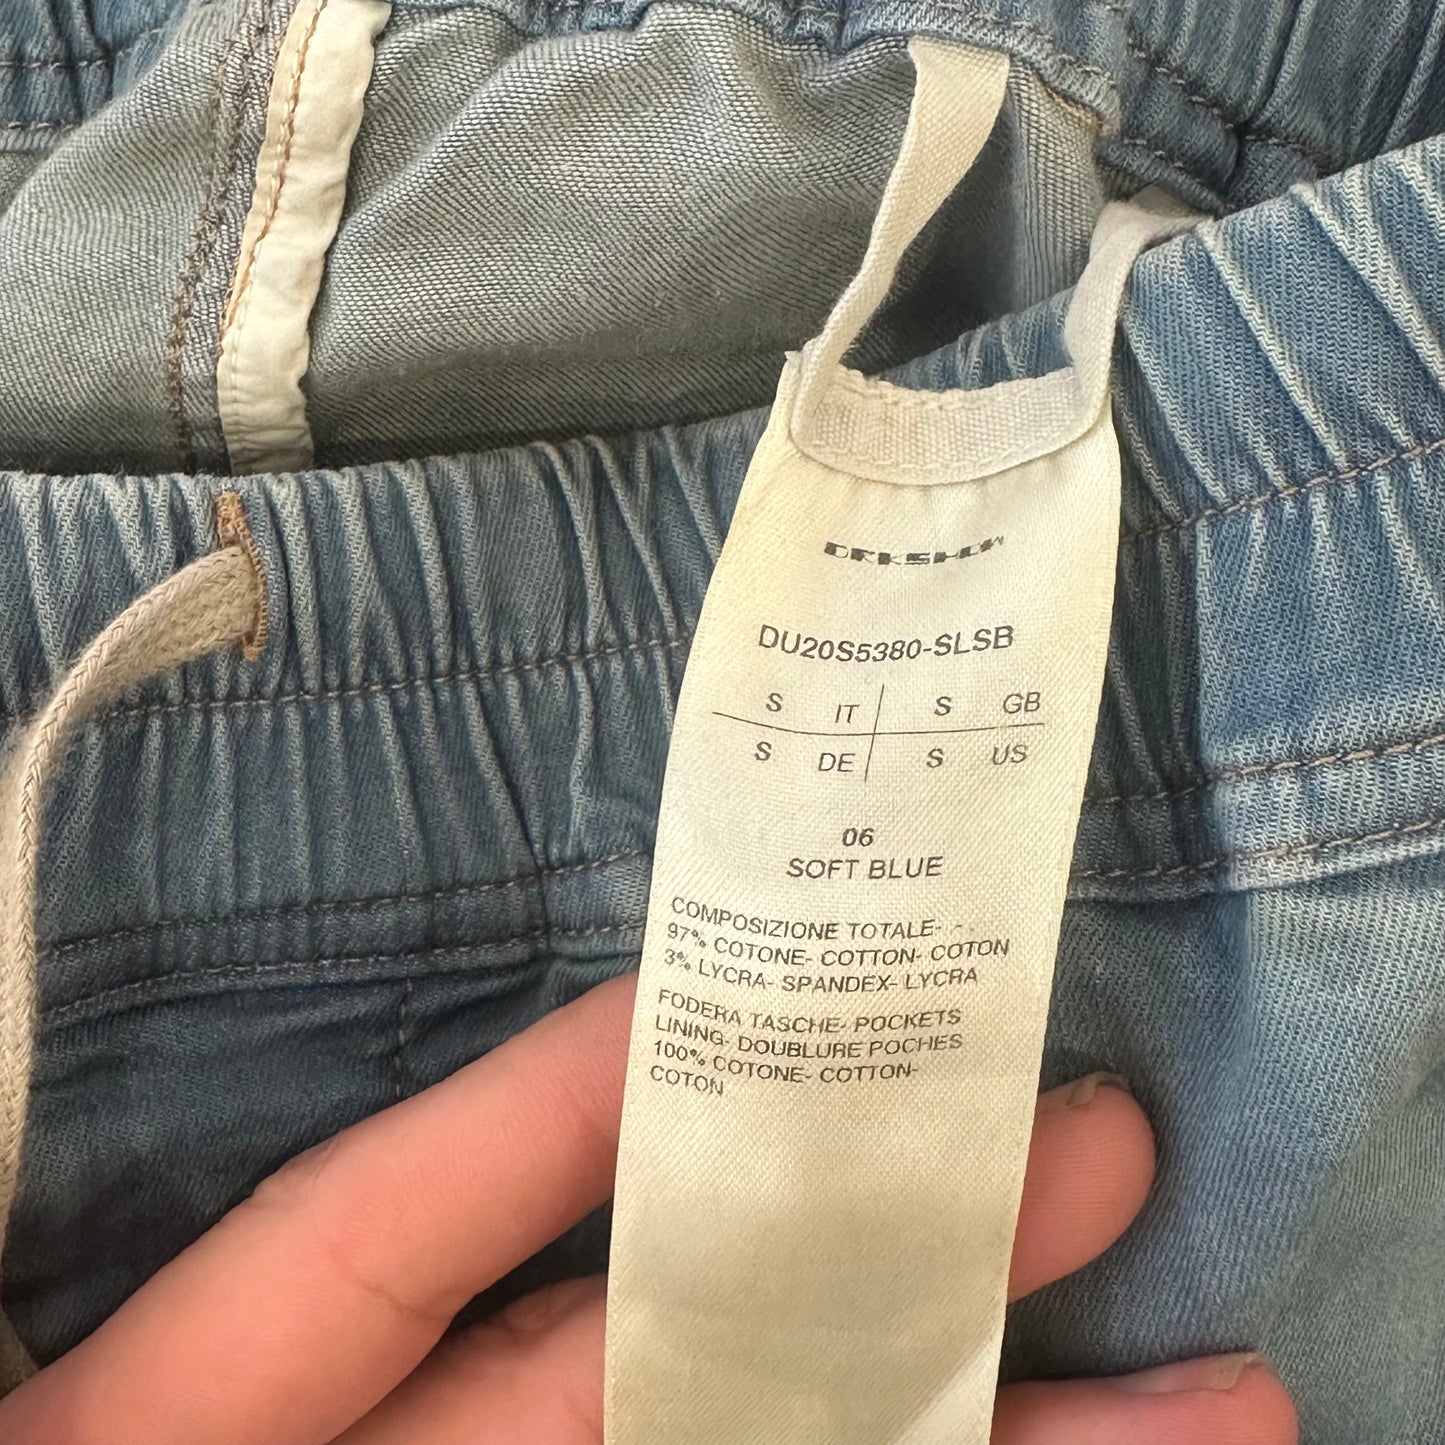 DRKSHDW
DU20S5380-SLSB
S IT S GB
S DE S US
06
SOFT BLUE
COMPOSIZIONE TOTALE-
97% COTONE- COTTON- COTON
3% LYCRA- SPANDEX- LYCRA
FODERA TASCHE- POCKETS
LINING- DOUBLURE POCHES
100% COTONE- COTTON-
COTON